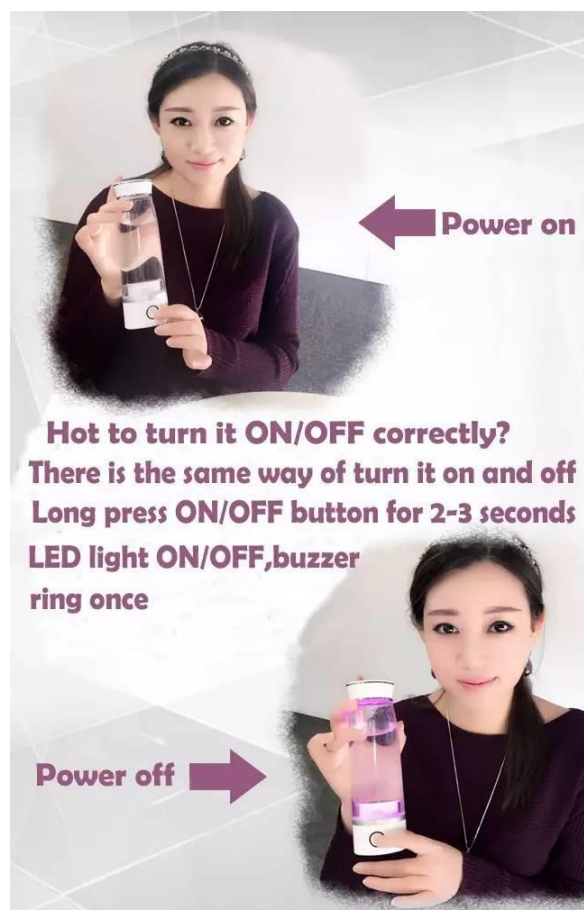 Power on
Hot to turn it ON/OFF correctly?
There is the same way of turn it on and off
Long press ON/OFF button for 2-3 seconds
LED light ON/OFF,buzzer
ring once
Power off